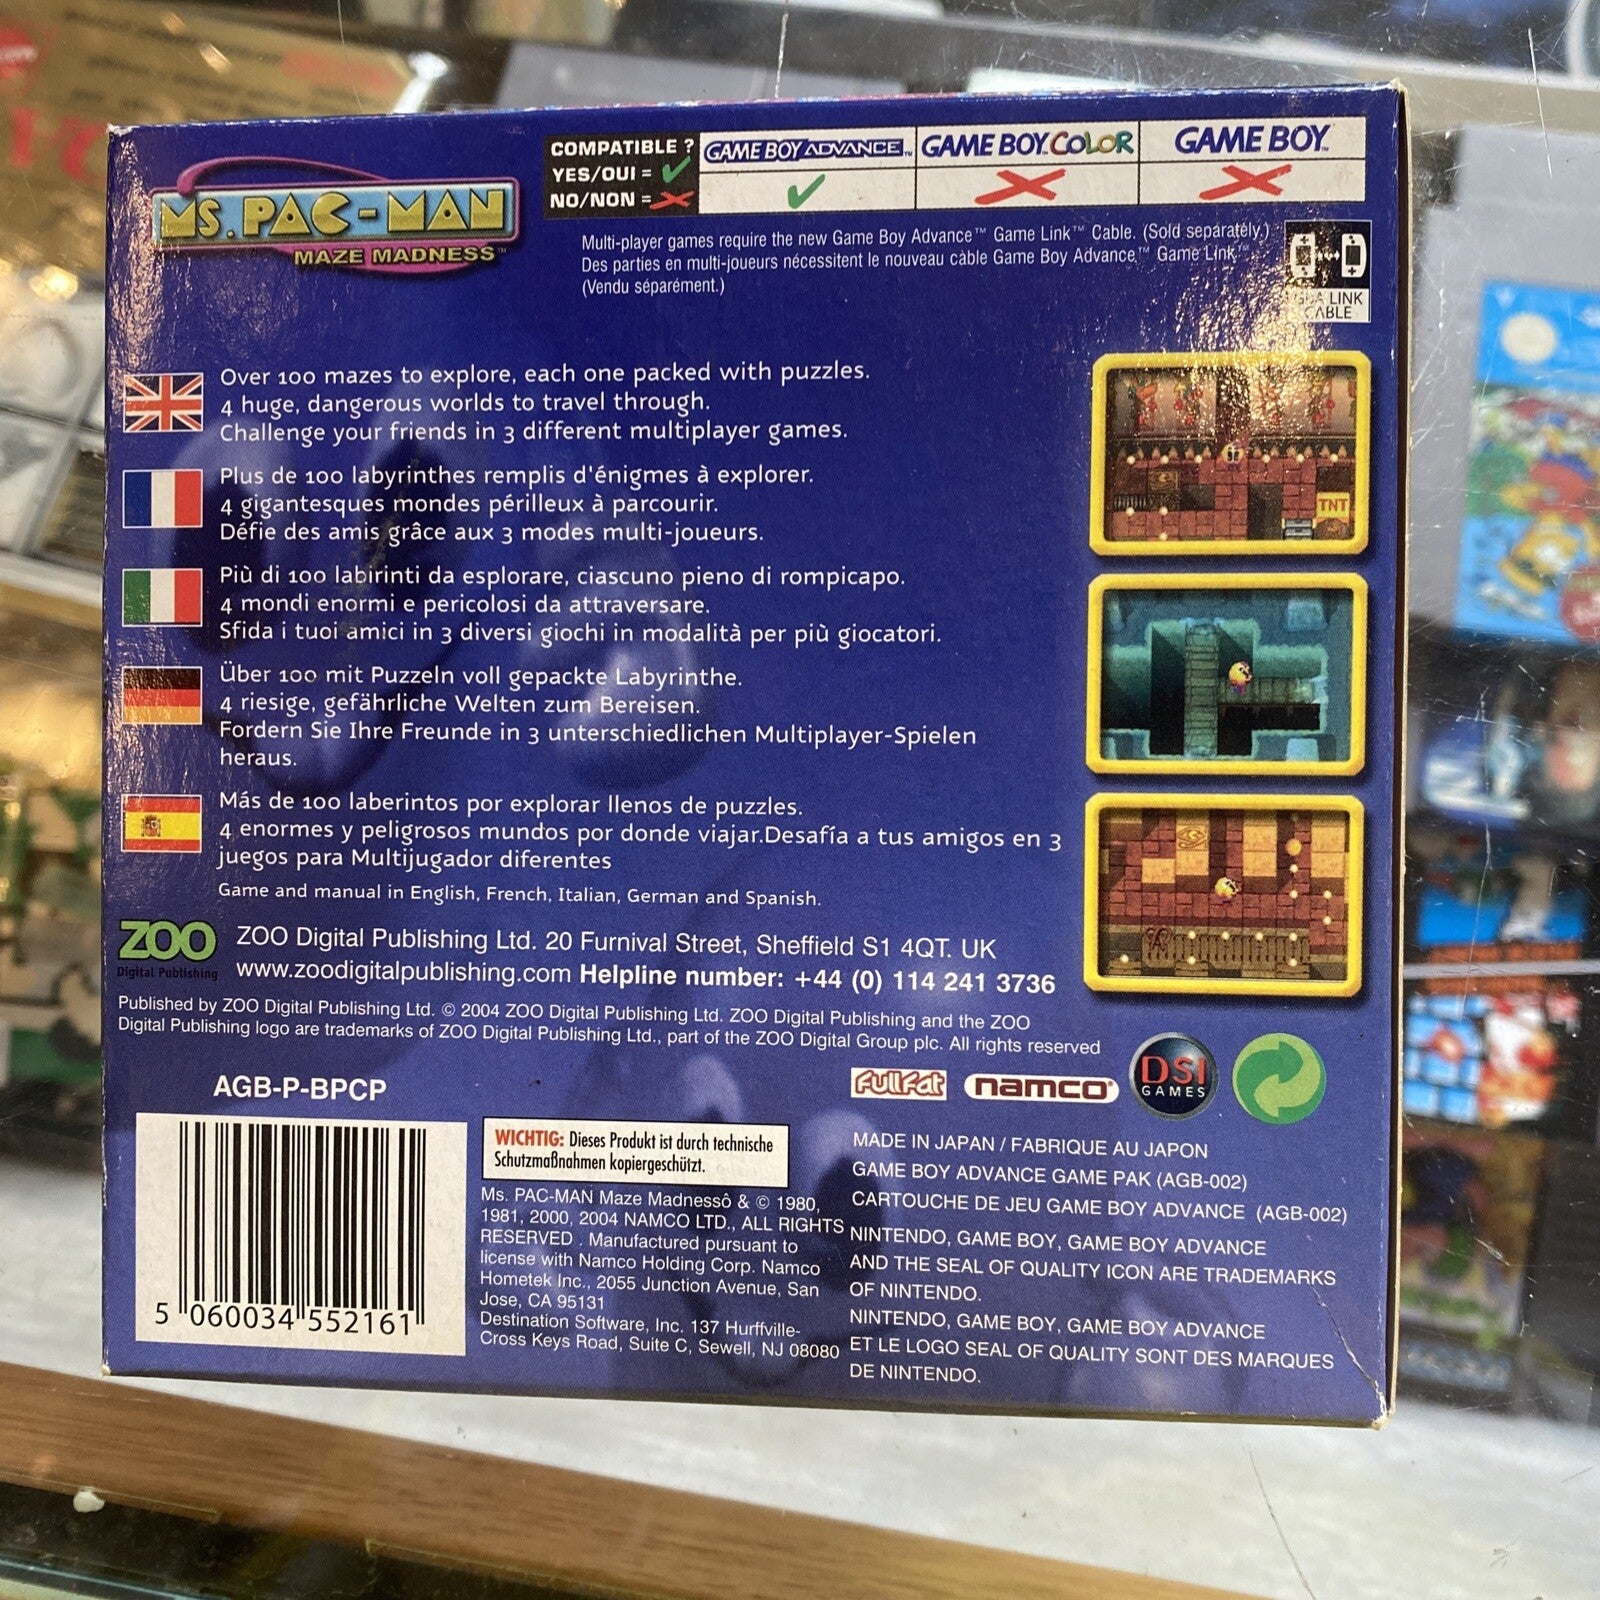 MS. PAC-MAN
MAZE MADNESS™
COMPATIBLE ?
YES/OUI =
NO/NON =
GAME BOY ADVANCE™
GAME BOY COLOR
GAME BOY™
Multi-player games require the new Game Boy Advance™ Game Link™ Cable. (Sold separately.)
Des parties en multi-joueurs nécessitent le nouveau câble Game Boy Advance™ Game Link™.
(Vendu séparément.)
GBA LINK
CABLE
Over 100 mazes to explore, each one packed with puzzles.
4 huge, dangerous worlds to travel through.
Challenge your friends in 3 different multiplayer games.
Plus de 100 labyrinthes remplis d'énigmes à explorer.
4 gigantesques mondes périlleux à parcourir.
Défie des amis grâce aux 3 modes multi-joueurs.
Più di 100 labirinti da esplorare, ciascuno pieno di rompicapo.
4 mondi enormi e pericolosi da attraversare.
Sfida i tuoi amici in 3 diversi giochi in modalità per più giocatori.
Über 100 mit Puzzeln voll gepackte Labyrinthe.
4 riesige, gefährliche Welten zum Bereisen.
Fordern Sie Ihre Freunde in 3 unterschiedlichen Multiplayer-Spielen
heraus.
Más de 100 laberintos por explorar llenos de puzzles.
4 enormes y peligrosos mundos por donde viajar.Desafía a tus amigos en 3
juegos para Multijugador diferentes
Game and manual in English, French, Italian, German and Spanish.
TNT
ZOO
Digital Publishing
ZOO Digital Publishing Ltd. 20 Furnival Street, Sheffield S1 4QT. UK
www.zoodigitalpublishing.com Helpline number: +44 (0) 114 241 3736
Published by ZOO Digital Publishing Ltd. © 2004 ZOO Digital Publishing Ltd. ZOO Digital Publishing and the ZOO
Digital Publishing logo are trademarks of ZOO Digital Publishing Ltd., part of the ZOO Digital Group plc. All rights reserved
FullFat
namco®
DSI
GAMES
AGB-P-BPCP
5 060034 552161
WICHTIG: Dieses Produkt ist durch technische
Schutzmaßnahmen kopiergeschützt.
Ms. PAC-MAN Maze Madnessô & © 1980,
1981, 2000, 2004 NAMCO LTD., ALL RIGHTS
RESERVED . Manufactured pursuant to
license with Namco Holding Corp. Namco
Hometek Inc., 2055 Junction Avenue, San
Jose, CA 95131
Destination Software, Inc. 137 Hurffville-
Cross Keys Road, Suite C, Sewell, NJ 08080
MADE IN JAPAN / FABRIQUE AU JAPON
GAME BOY ADVANCE GAME PAK (AGB-002)
CARTOUCHE DE JEU GAME BOY ADVANCE (AGB-002)
NINTENDO, GAME BOY, GAME BOY ADVANCE
AND THE SEAL OF QUALITY ICON ARE TRADEMARKS
OF NINTENDO.
NINTENDO, GAME BOY, GAME BOY ADVANCE
ET LE LOGO SEAL OF QUALITY SONT DES MARQUES
DE NINTENDO.